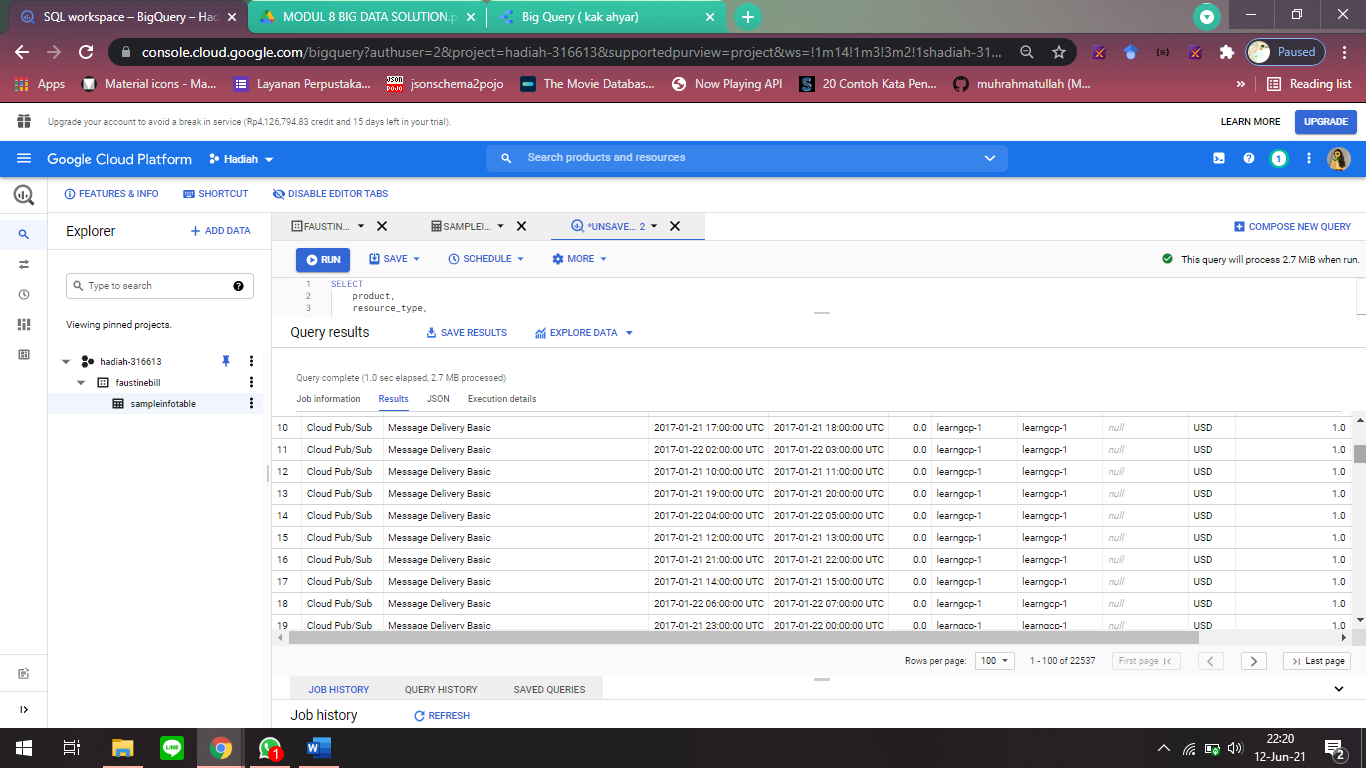 SQL workspace – BigQuery – Hadi
MODUL 8 BIG DATA SOLUTION.p
Big Query ( kak ahyar)
console.cloud.google.com/bigquery?authuser=2&project=hadiah-316613&supportedpurview=project&ws=!1m14!1m3!3m2!1shadiah-31...
Paused
Apps
Material icons - Ma...
Layanan Perpustaka...
JSON POJO
jsonschema2pojo
The Movie Databas...
Now Playing API
20 Contoh Kata Pen...
muhrahmatullah (M...
»
Reading list
Upgrade your account to avoid a break in service (Rp4,126,794.83 credit and 15 days left in your trial).
LEARN MORE
UPGRADE
Google Cloud Platform
Hadiah
Search products and resources
1
FEATURES & INFO
SHORTCUT
DISABLE EDITOR TABS
Explorer
+ ADD DATA
FAUSTIN...
SAMPLEI...
*UNSAVE... 2
COMPOSE NEW QUERY
RUN
SAVE
SCHEDULE
MORE
This query will process 2.7 MiB when run.
Type to search
Viewing pinned projects.
hadiah-316613
faustinebill
sampleinfotable
1 SELECT
2 product,
3 resource_type,
Query results
SAVE RESULTS
EXPLORE DATA
Query complete (1.0 sec elapsed, 2.7 MB processed)
Job information
Results
JSON
Execution details
10 Cloud Pub/Sub Message Delivery Basic 2017-01-21 17:00:00 UTC 2017-01-21 18:00:00 UTC 0.0 learngcp-1 learngcp-1 null USD 1.0
11 Cloud Pub/Sub Message Delivery Basic 2017-01-22 02:00:00 UTC 2017-01-22 03:00:00 UTC 0.0 learngcp-1 learngcp-1 null USD 1.0
12 Cloud Pub/Sub Message Delivery Basic 2017-01-21 10:00:00 UTC 2017-01-21 11:00:00 UTC 0.0 learngcp-1 learngcp-1 null USD 1.0
13 Cloud Pub/Sub Message Delivery Basic 2017-01-21 19:00:00 UTC 2017-01-21 20:00:00 UTC 0.0 learngcp-1 learngcp-1 null USD 1.0
14 Cloud Pub/Sub Message Delivery Basic 2017-01-22 04:00:00 UTC 2017-01-22 05:00:00 UTC 0.0 learngcp-1 learngcp-1 null USD 1.0
15 Cloud Pub/Sub Message Delivery Basic 2017-01-21 12:00:00 UTC 2017-01-21 13:00:00 UTC 0.0 learngcp-1 learngcp-1 null USD 1.0
16 Cloud Pub/Sub Message Delivery Basic 2017-01-21 21:00:00 UTC 2017-01-21 22:00:00 UTC 0.0 learngcp-1 learngcp-1 null USD 1.0
17 Cloud Pub/Sub Message Delivery Basic 2017-01-21 14:00:00 UTC 2017-01-21 15:00:00 UTC 0.0 learngcp-1 learngcp-1 null USD 1.0
18 Cloud Pub/Sub Message Delivery Basic 2017-01-22 06:00:00 UTC 2017-01-22 07:00:00 UTC 0.0 learngcp-1 learngcp-1 null USD 1.0
19 Cloud Pub/Sub Message Delivery Basic 2017-01-21 23:00:00 UTC 2017-01-22 00:00:00 UTC 0.0 learngcp-1 learngcp-1 null USD 1.0
Rows per page: 100
1 - 100 of 22537
First page
Last page
JOB HISTORY
QUERY HISTORY
SAVED QUERIES
Job history
REFRESH
LINE
1
22:20
12-Jun-21
2